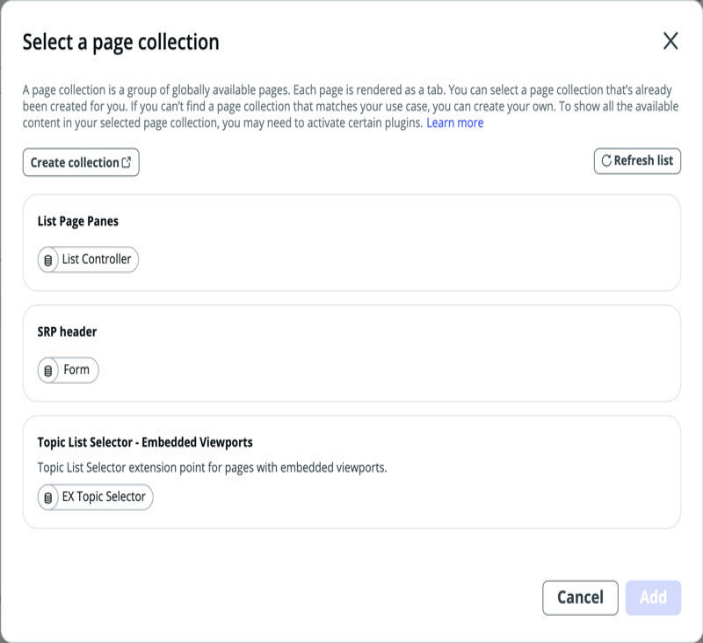 Select a page collection
A page collection is a group of globally available pages. Each page is rendered as a tab. You can select a page collection that's already
been created for you. If you can't find a page collection that matches your use case, you can create your own. To show all the available
content in your selected page collection, you may need to activate certain plugins. Learn more
Create collection
Refresh list
List Page Panes
List Controller
SRP header
Form
Topic List Selector - Embedded Viewports
Topic List Selector extension point for pages with embedded viewports.
EX Topic Selector
Cancel
Add